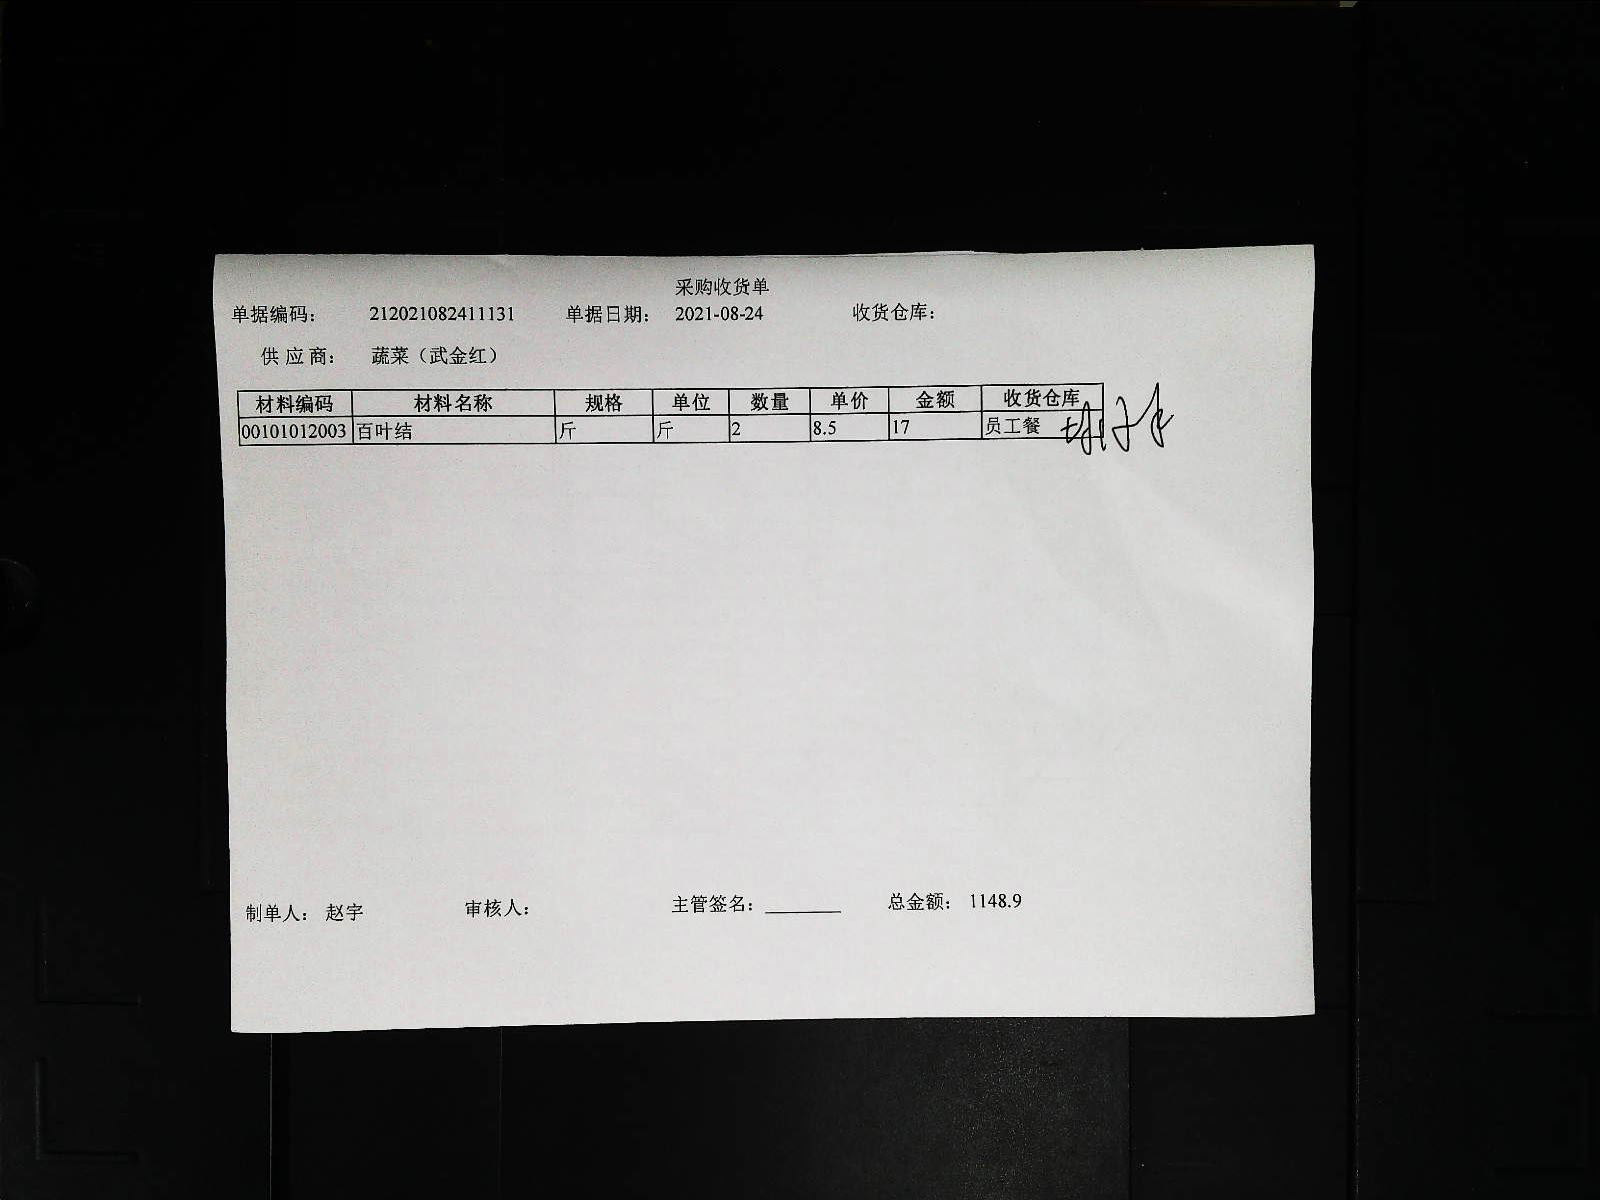 采购收货单
单据编码： 212021082411131 单据日期： 2021-08-24 收货仓库：
供应商： 蔬菜（武金红）
材料编码 材料名称 规格 单位 数量 单价 金额 收货仓库
00101012003 百叶结 斤 斤 2 8.5 17 员工餐
制单人： 赵宇 审核人： 主管签名： 总金额： 1148.9